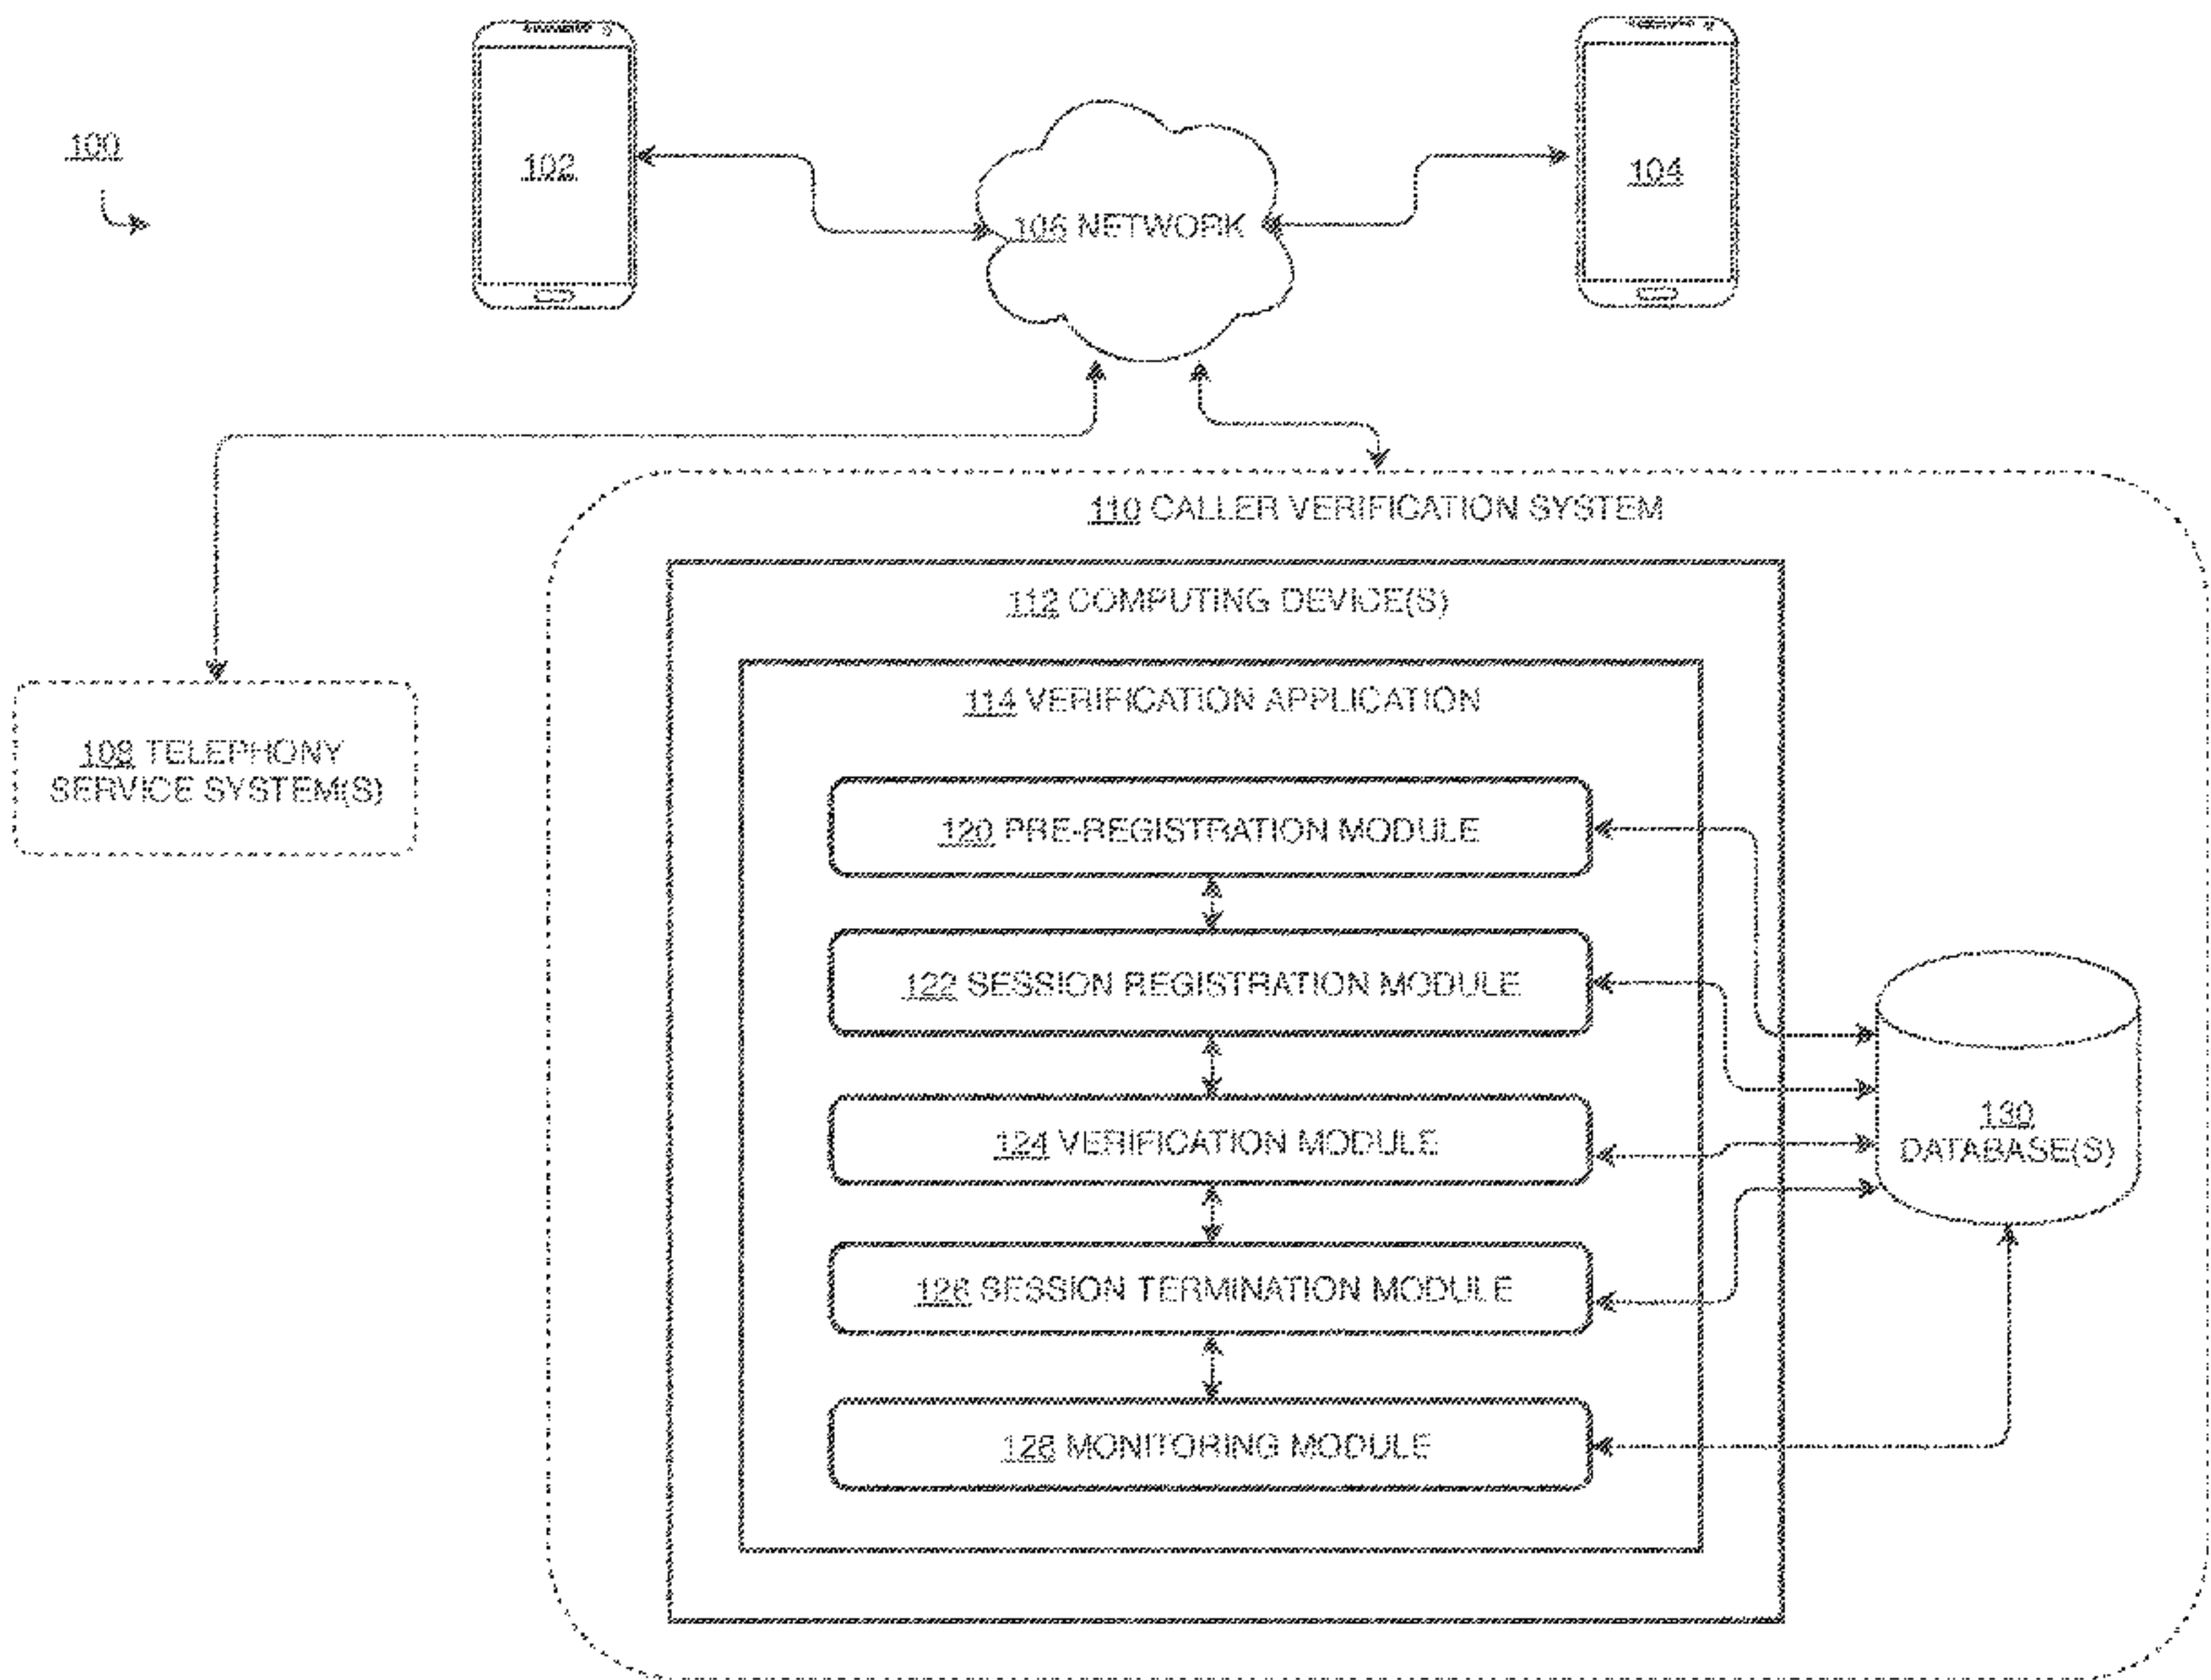 100
102
104
106 NETWORK
110 CALLER VERIFICATION SYSTEM
112 COMPUTING DEVICE(S)
114 VERIFICATION APPLICATION
108 TELEPHONY
SERVICE SYSTEM(S)
120 PRE-REGISTRATION MODULE
122 SESSION REGISTRATION MODULE
124 VERIFICATION MODULE
130
DATABASE(S)
126 SESSION TERMINATION MODULE
128 MONITORING MODULE